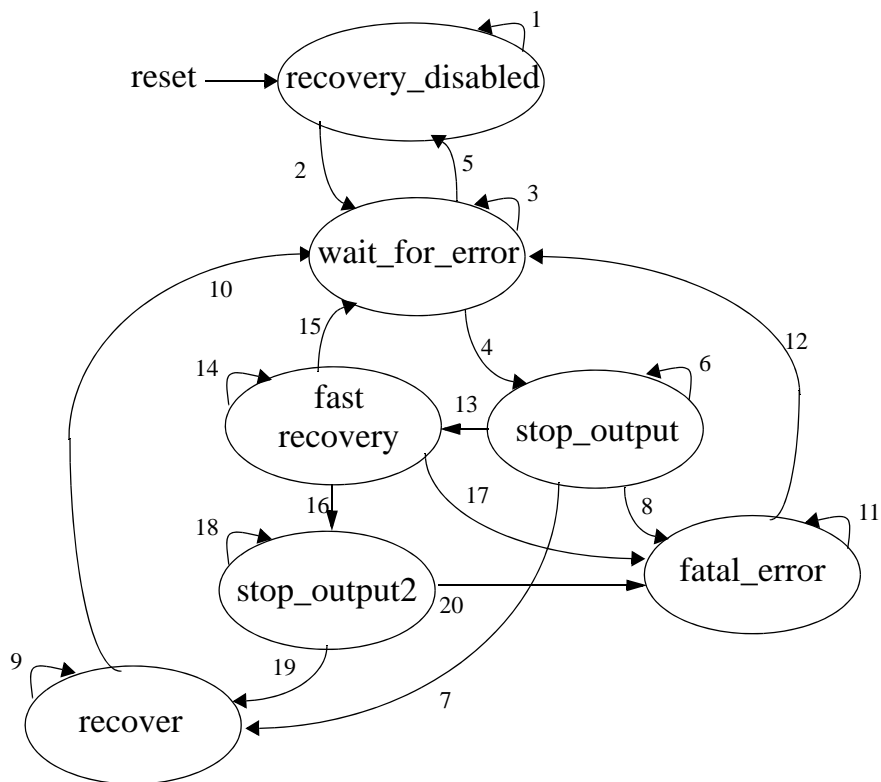 1
reset
recovery_disabled
2
5
3
wait_for_error
10
15
4
12
14
6
fast
recovery
13
stop_output
16
17
8
11
18
fatal_error
stop_output2
20
19
9
7
recover